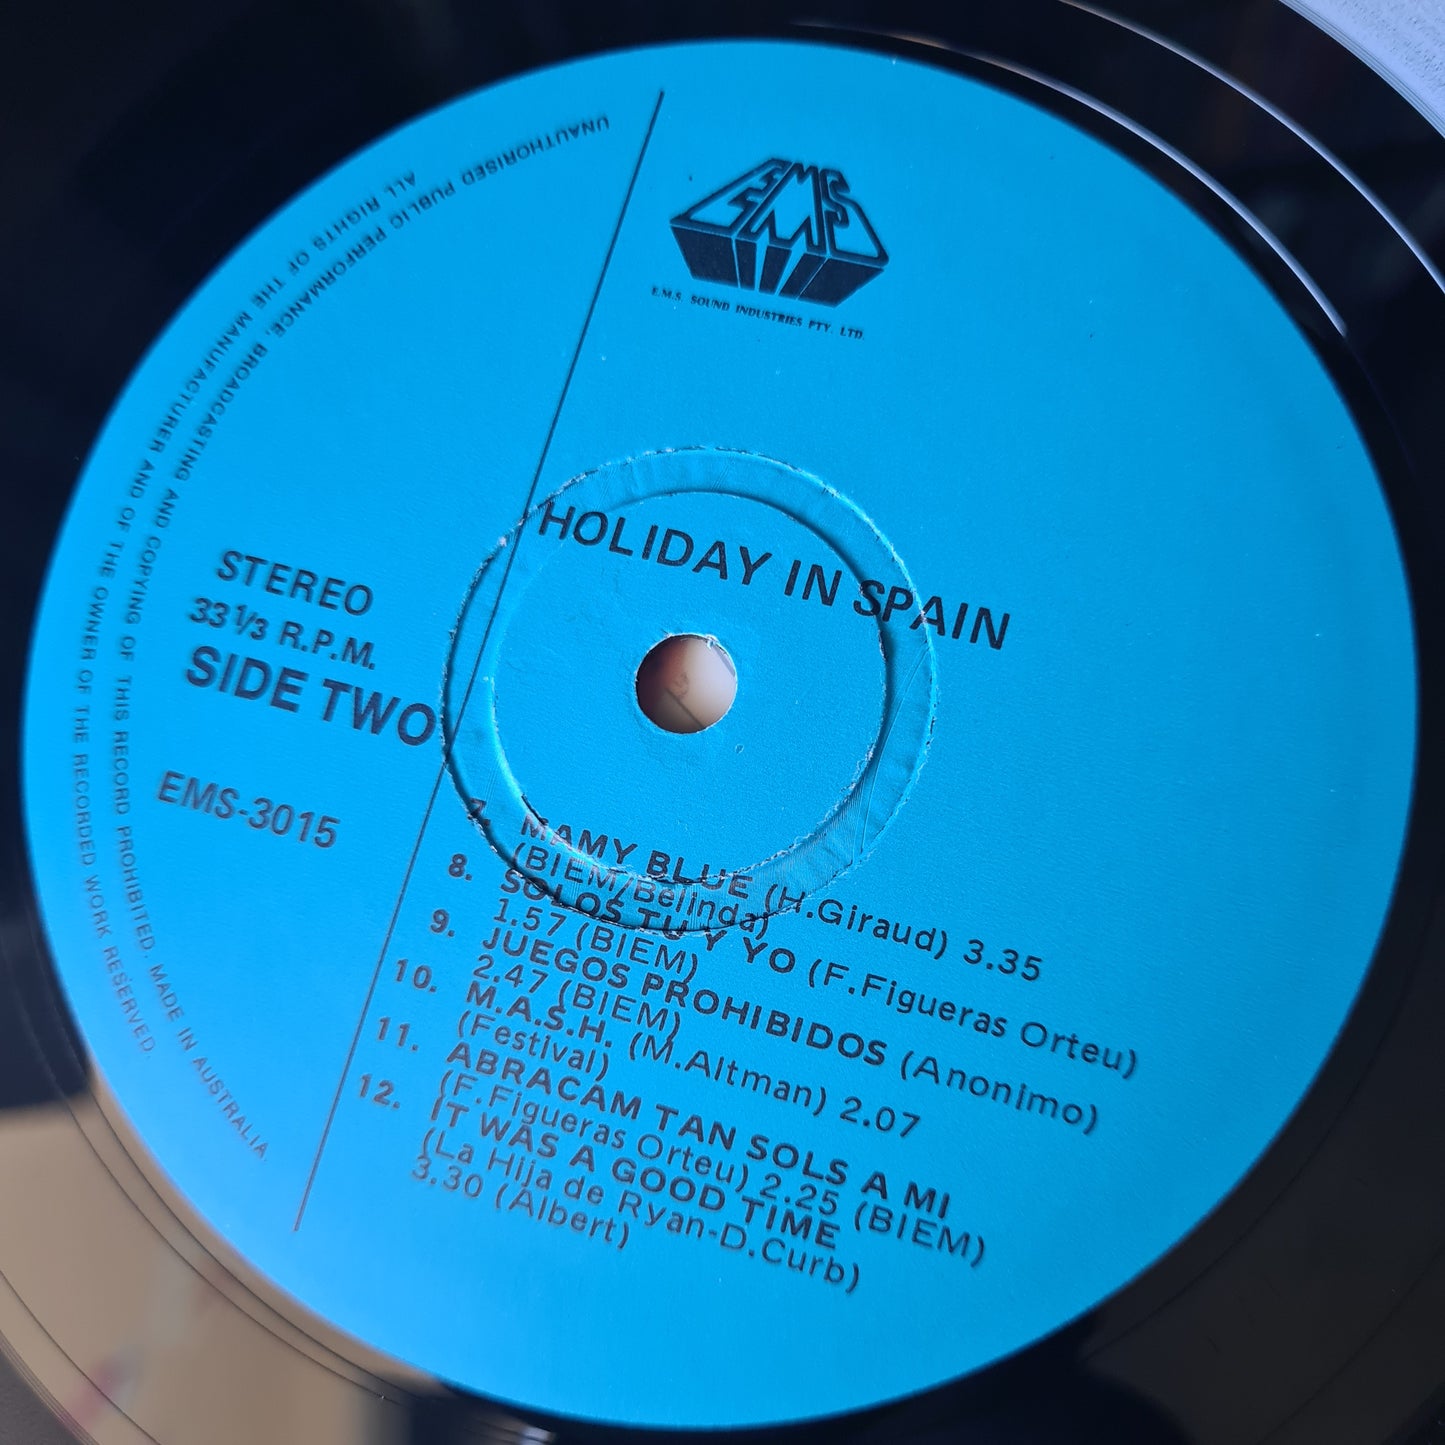 EMS
E.M.S. SOUND INDUSTRIES PTY. LTD.
HOLIDAY IN SPAIN
STEREO
33 1/3 R.P.M.
SIDE TWO
EMS-3015
7. MAMY BLUE (H.Giraud) 3.35
(BIEM/Belinda)
8. SOLOS TU Y YO (F.Figueras Orteu)
1.57 (BIEM)
9. JUEGOS PROHIBIDOS (Anonimo)
2.47 (BIEM)
10. M.A.S.H. (M.Altman) 2.07
(Festival)
11. ABRACAM TAN SOLS A MI
(F.Figueras Orteu) 2.25 (BIEM)
12. IT WAS A GOOD TIME
(La Hija de Ryan-D.Curb)
3.30 (Albert)
UNAUTHORISED PUBLIC PERFORMANCE, BROADCASTING AND COPYING OF THIS RECORD PROHIBITED. MADE IN AUSTRALIA
ALL RIGHTS OF THE MANUFACTURER AND OF THE OWNER OF THE RECORDED WORK RESERVED.